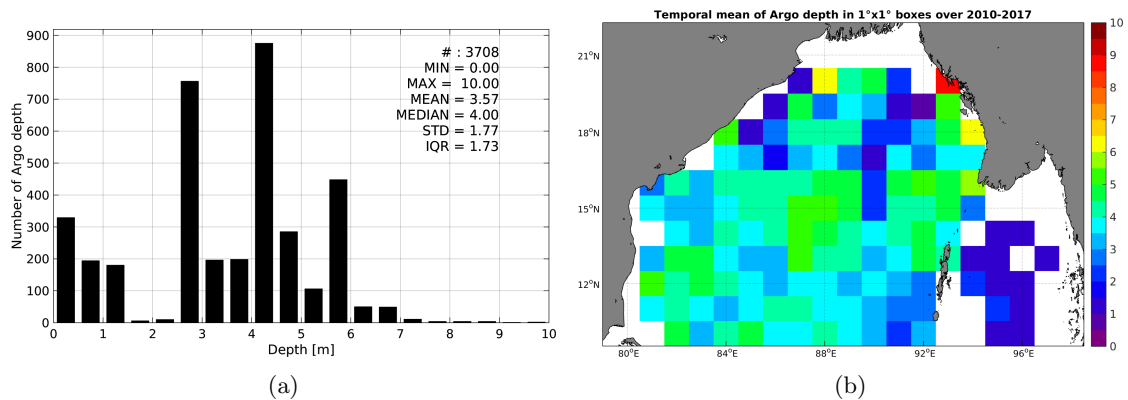 900
800
700
600
500
400
300
200
100
0
Number of Argo depth
# : 3708
MIN = 0.00
MAX = 10.00
MEAN = 3.57
MEDIAN = 4.00
STD = 1.77
IQR = 1.73
0 1 2 3 4 5 6 7 8 9 10
Depth [m]
(a)
Temporal mean of Argo depth in 1°x1° boxes over 2010-2017
21°N
18°N
15°N
12°N
80°E 84°E 88°E 92°E 96°E
10
9
8
7
6
5
4
3
2
1
0
(b)